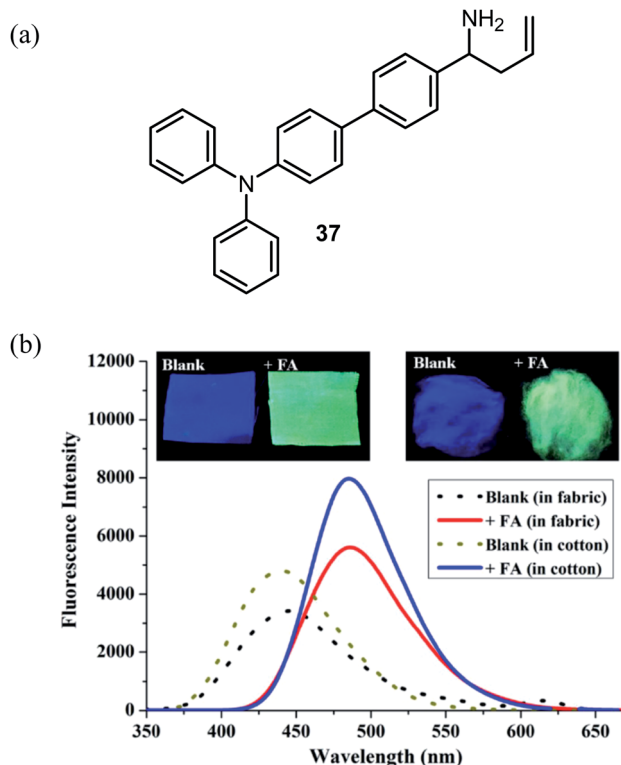 (a)
NH2
N
37
(b)
Blank + FA
Blank + FA
12000
10000
8000
6000
4000
2000
0
Fluorescence Intensity
Blank (in fabric)
+ FA (in fabric)
Blank (in cotton)
+ FA (in cotton)
350 400 450 500 550 600 650
Wavelength (nm)